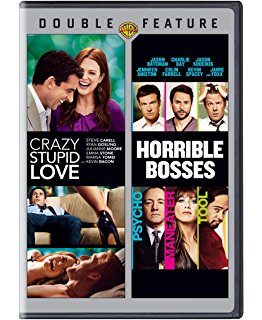 DOUBLE FEATURE
CRAZY
STUPID
LOVE
STEVE CARELL
RYAN GOSLING
JULIANNE MOORE
EMMA STONE
MARISA TOMEI
KEVIN BACON
JASON BATEMAN CHARLIE DAY JASON SUDEIKIS
JENNIFER ANISTON COLIN FARRELL KEVIN SPACEY JAMIE AND FOXX
HORRIBLE
BOSSES
PSYCHO
MANEATER
TOOL